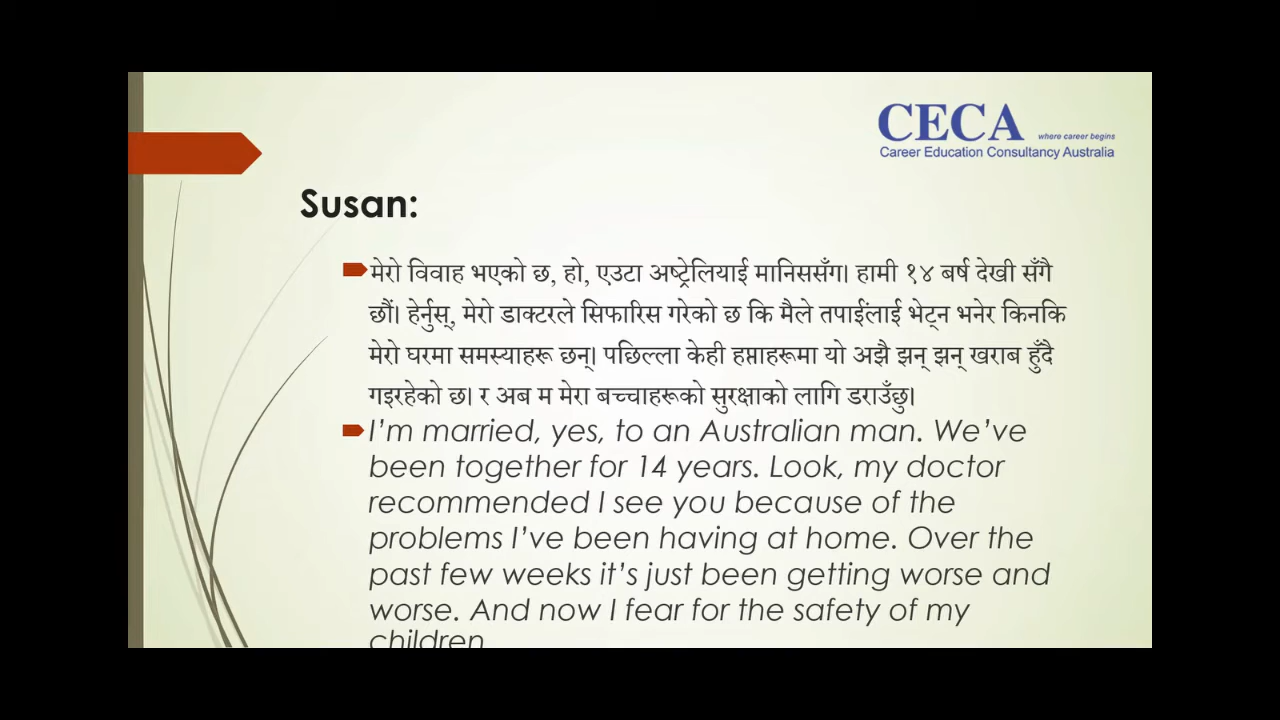 CECA where career begins
Career Education Consultancy Australia
Susan:
मेरो विवाह भएको छ, हो, एउटा अष्ट्रेलियाई मानिससँग। हामी १४ बर्ष देखी सँगै
छौं। हेर्नुस्, मेरो डाक्टरले सिफारिस गरेको छ कि मैले तपाईंलाई भेट्न भनेर किनकि
मेरो घरमा समस्याहरू छन्। पछिल्ला केही हप्ताहरूमा यो अझै झन् झन् खराब हुँदै
गइरहेको छ। र अब म मेरा बच्चाहरूको सुरक्षाको लागि डराउँछु।
I’m married, yes, to an Australian man. We’ve
been together for 14 years. Look, my doctor
recommended I see you because of the
problems I’ve been having at home. Over the
past few weeks it’s just been getting worse and
worse. And now I fear for the safety of my
children